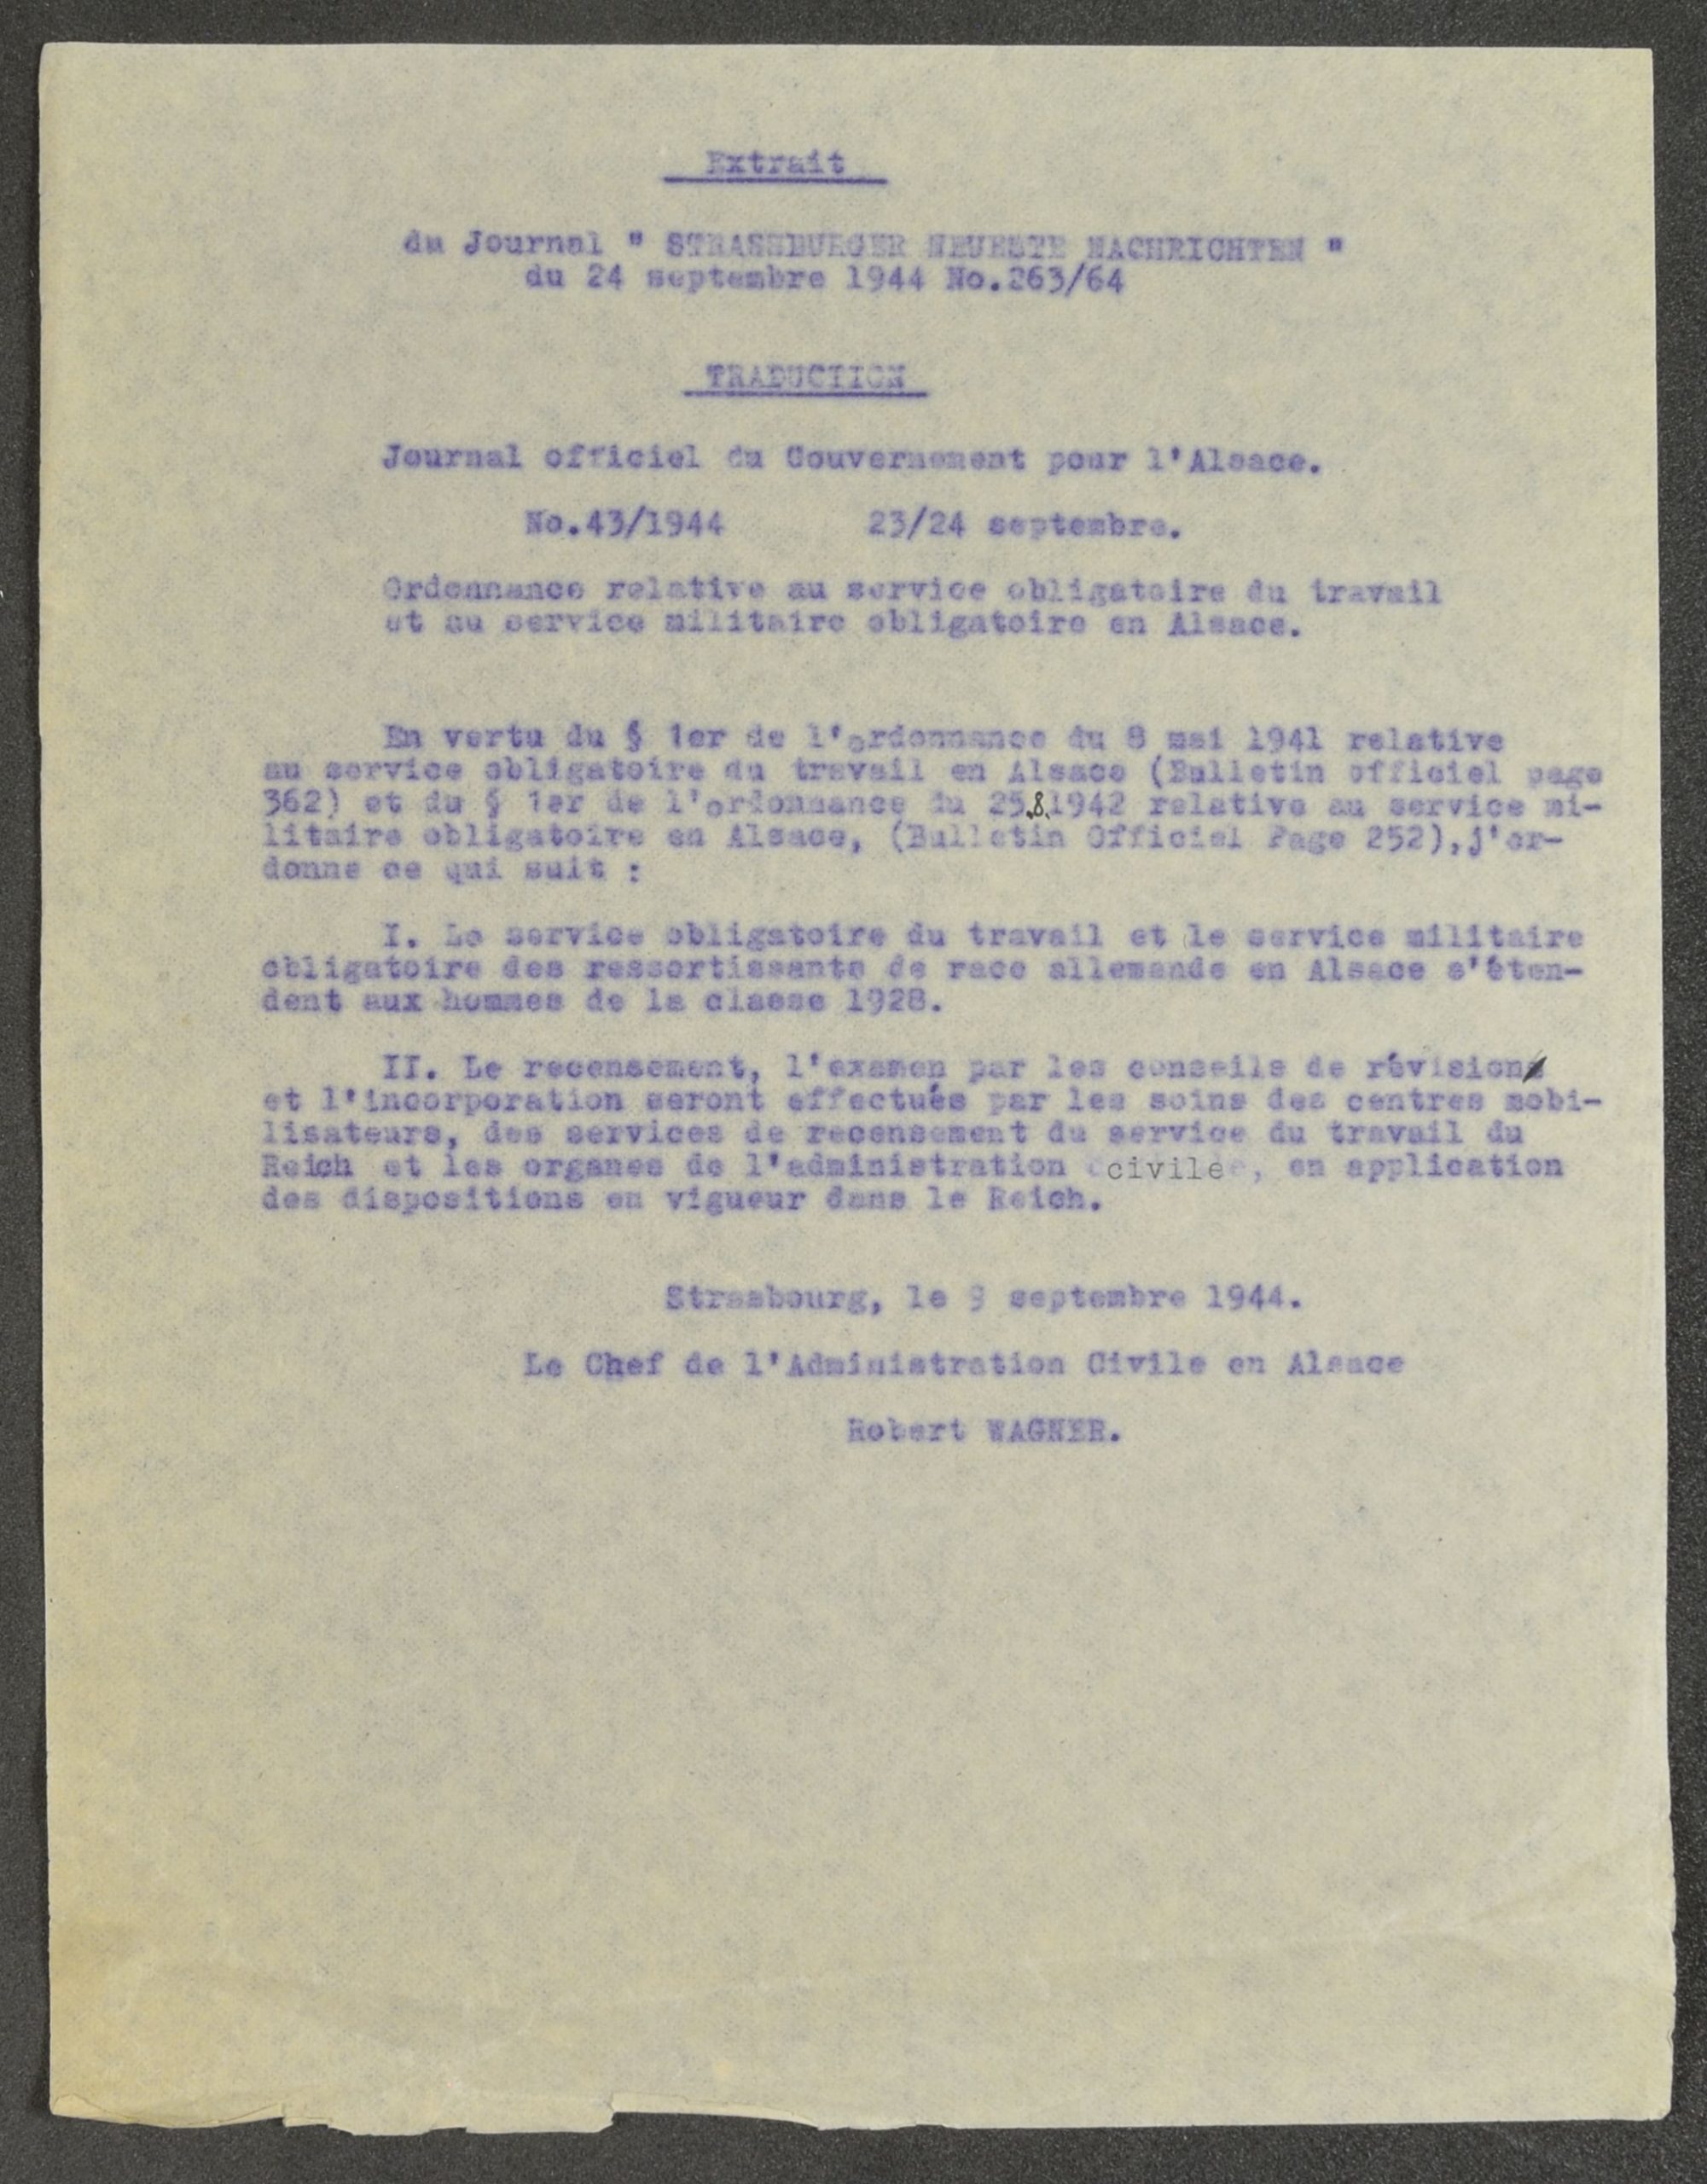 Extrait
du Journal " STRASSBURGER NEUESTE NACHRICHTEN "
du 24 septembre 1944 No.263/64
TRADUCTION
Journal officiel du Gouvernement pour l'Alsace.
No.43/1944 23/24 septembre.
Ordonnance relative au service obligatoire du travail
et au service militaire obligatoire en Alsace.
En vertu du § 1er de l'ordonnance du 8 mai 1941 relative
au service obligatoire du travail en Alsace (Bulletin officiel page
362) et du § 1er de l'ordonnance du 25.8.1942 relative au service mi-
litaire obligatoire en Alsace, (Bulletin Officiel Page 252),j'or-
donne ce qui suit :
I. Le service obligatoire du travail et le service militaire
obligatoire des ressortissants de race allemande en Alsace s'éten-
dent aux hommes de la classe 1928.
II. Le recensement, l'examen par les conseils de révision
et l'incorporation seront effectués par les soins des centres mobi-
lisateurs, des services de recensement du service du travail du
Reich et les organes de l'administration civile, en application
des dispositions en vigueur dans le Reich.
Strasbourg, le 9 septembre 1944.
Le Chef de l'Administration Civile en Alsace
Robert WAGNER.